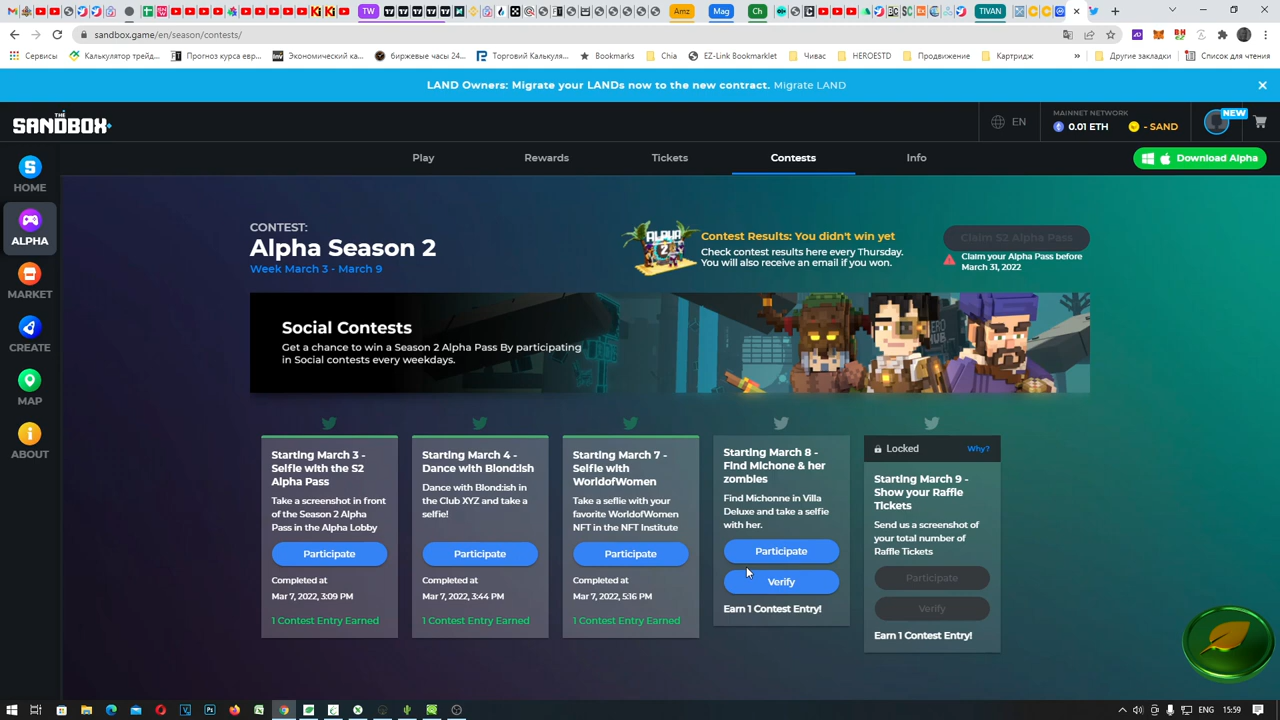 TW
Amz
Mag
Ch
TIVAN
sandbox.game/en/season/contests/
Сервисы
Калькулятор трейд...
Прогноз курса евр...
Экономический ка...
биржевые часы 24...
Торговый Калькуля...
Bookmarks
Chia
EZ-Link Bookmarklet
Чивас
HEROESTD
Продвижение
Картридж
»
Другие закладки
Список для чтения
LAND Owners: Migrate your LANDs now to the new contract. Migrate LAND
THE
SANDBOX
EN
MAINNET NETWORK
0.01 ETH
- SAND
NEW
Play
Rewards
Tickets
Contests
Info
Download Alpha
HOME
ALPHA
MARKET
CREATE
MAP
ABOUT
CONTEST:
Alpha Season 2
Week March 3 - March 9
ALPHA
2
Contest Results: You didn't win yet
Check contest results here every Thursday.
You will also receive an email if you won.
Claim S2 Alpha Pass
Claim your Alpha Pass before
March 31, 2022
Social Contests
Get a chance to win a Season 2 Alpha Pass By participating
in Social contests every weekdays.
Starting March 3 -
Selfie with the S2
Alpha Pass
Take a screenshot in front
of the Season 2 Alpha
Pass in the Alpha Lobby
Participate
Completed at
Mar 7, 2022, 3:09 PM
1 Contest Entry Earned
Starting March 4 -
Dance with Blond:ish
Dance with Blond:ish in
the Club XYZ and take a
selfie!
Participate
Completed at
Mar 7, 2022, 3:44 PM
1 Contest Entry Earned
Starting March 7 -
Selfie with
WorldofWomen
Take a seflie with your
favorite WorldofWomen
NFT in the NFT Institute
Participate
Completed at
Mar 7, 2022, 5:16 PM
1 Contest Entry Earned
Starting March 8 -
Find Michone & her
zombies
Find Michonne in Villa
Deluxe and take a selfie
with her.
Participate
Verify
Earn 1 Contest Entry!
Locked
Why?
Starting March 9 -
Show your Raffle
Tickets
Send us a screenshot of
your total number of
Raffle Tickets
Participate
Verify
Earn 1 Contest Entry!
ENG
15:59